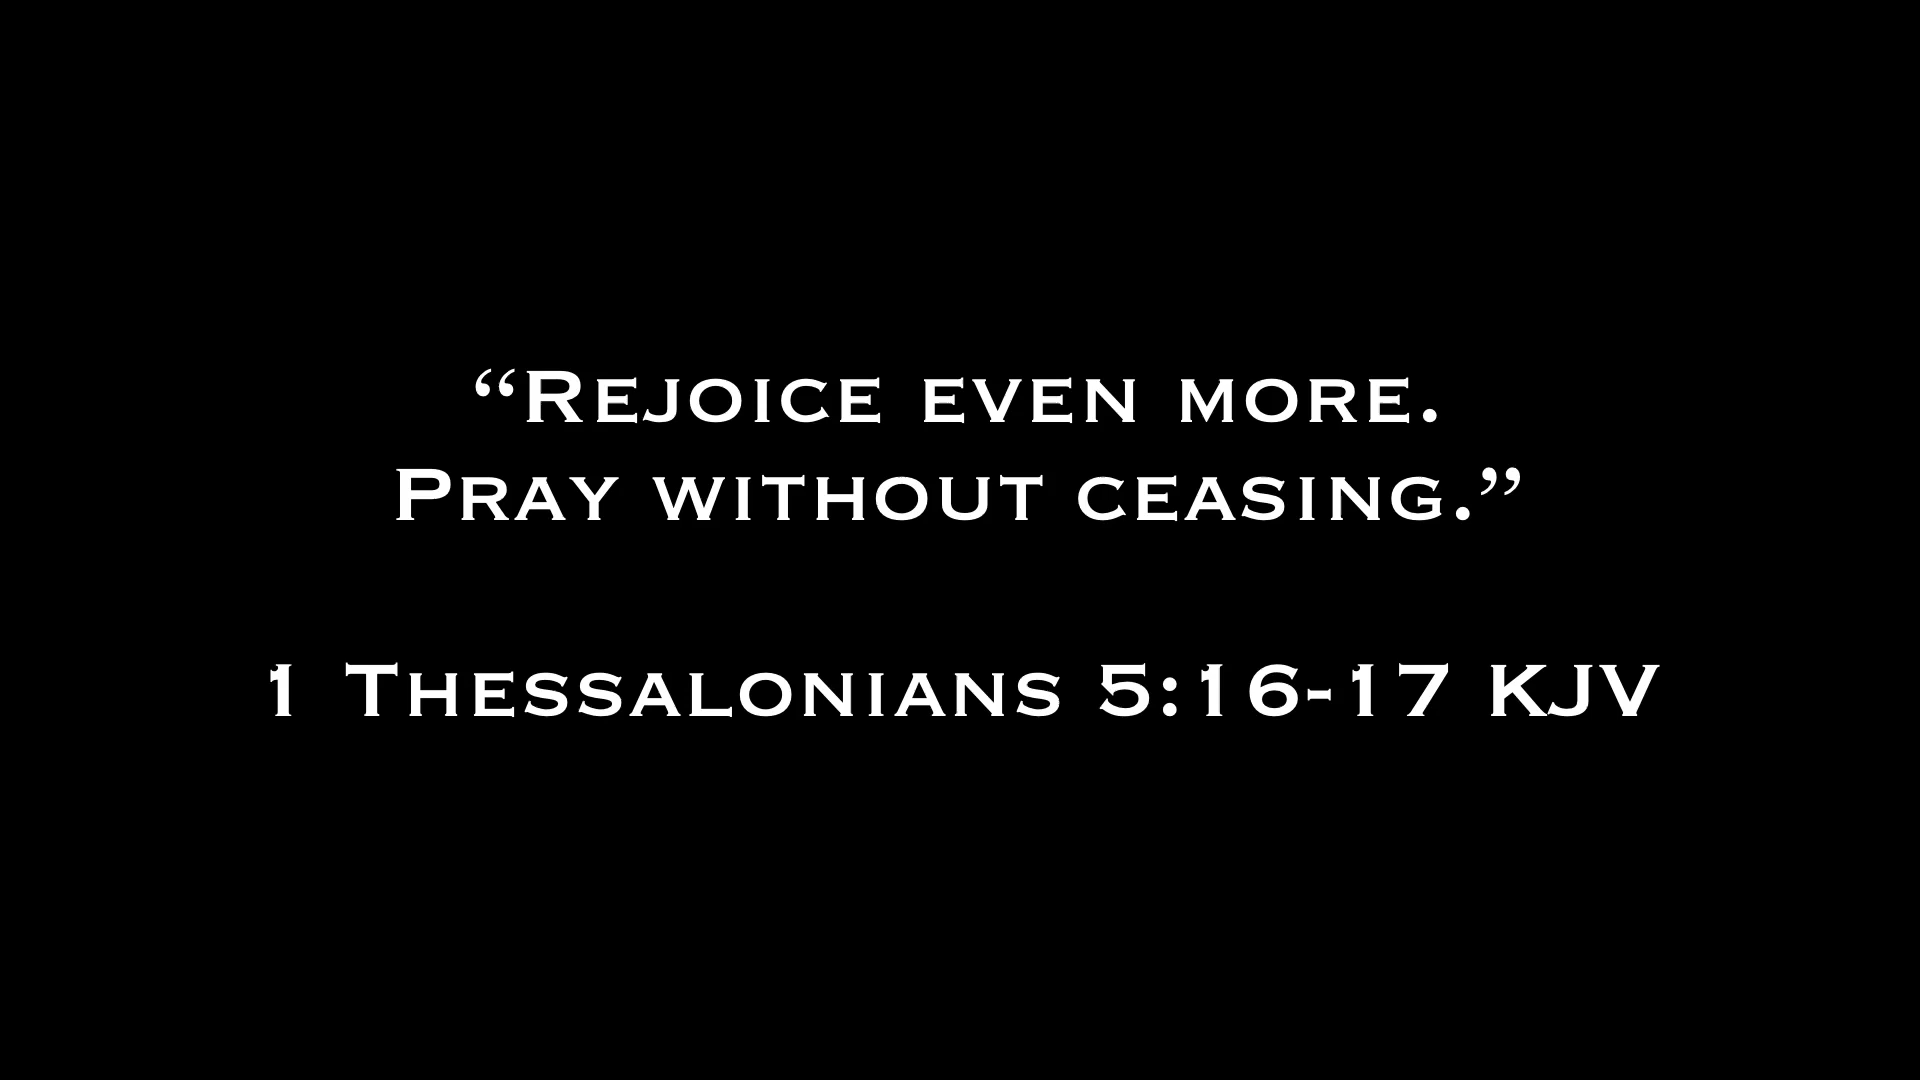 “Rejoice even more.
Pray without ceasing.”
1 Thessalonians 5:16-17 KJV